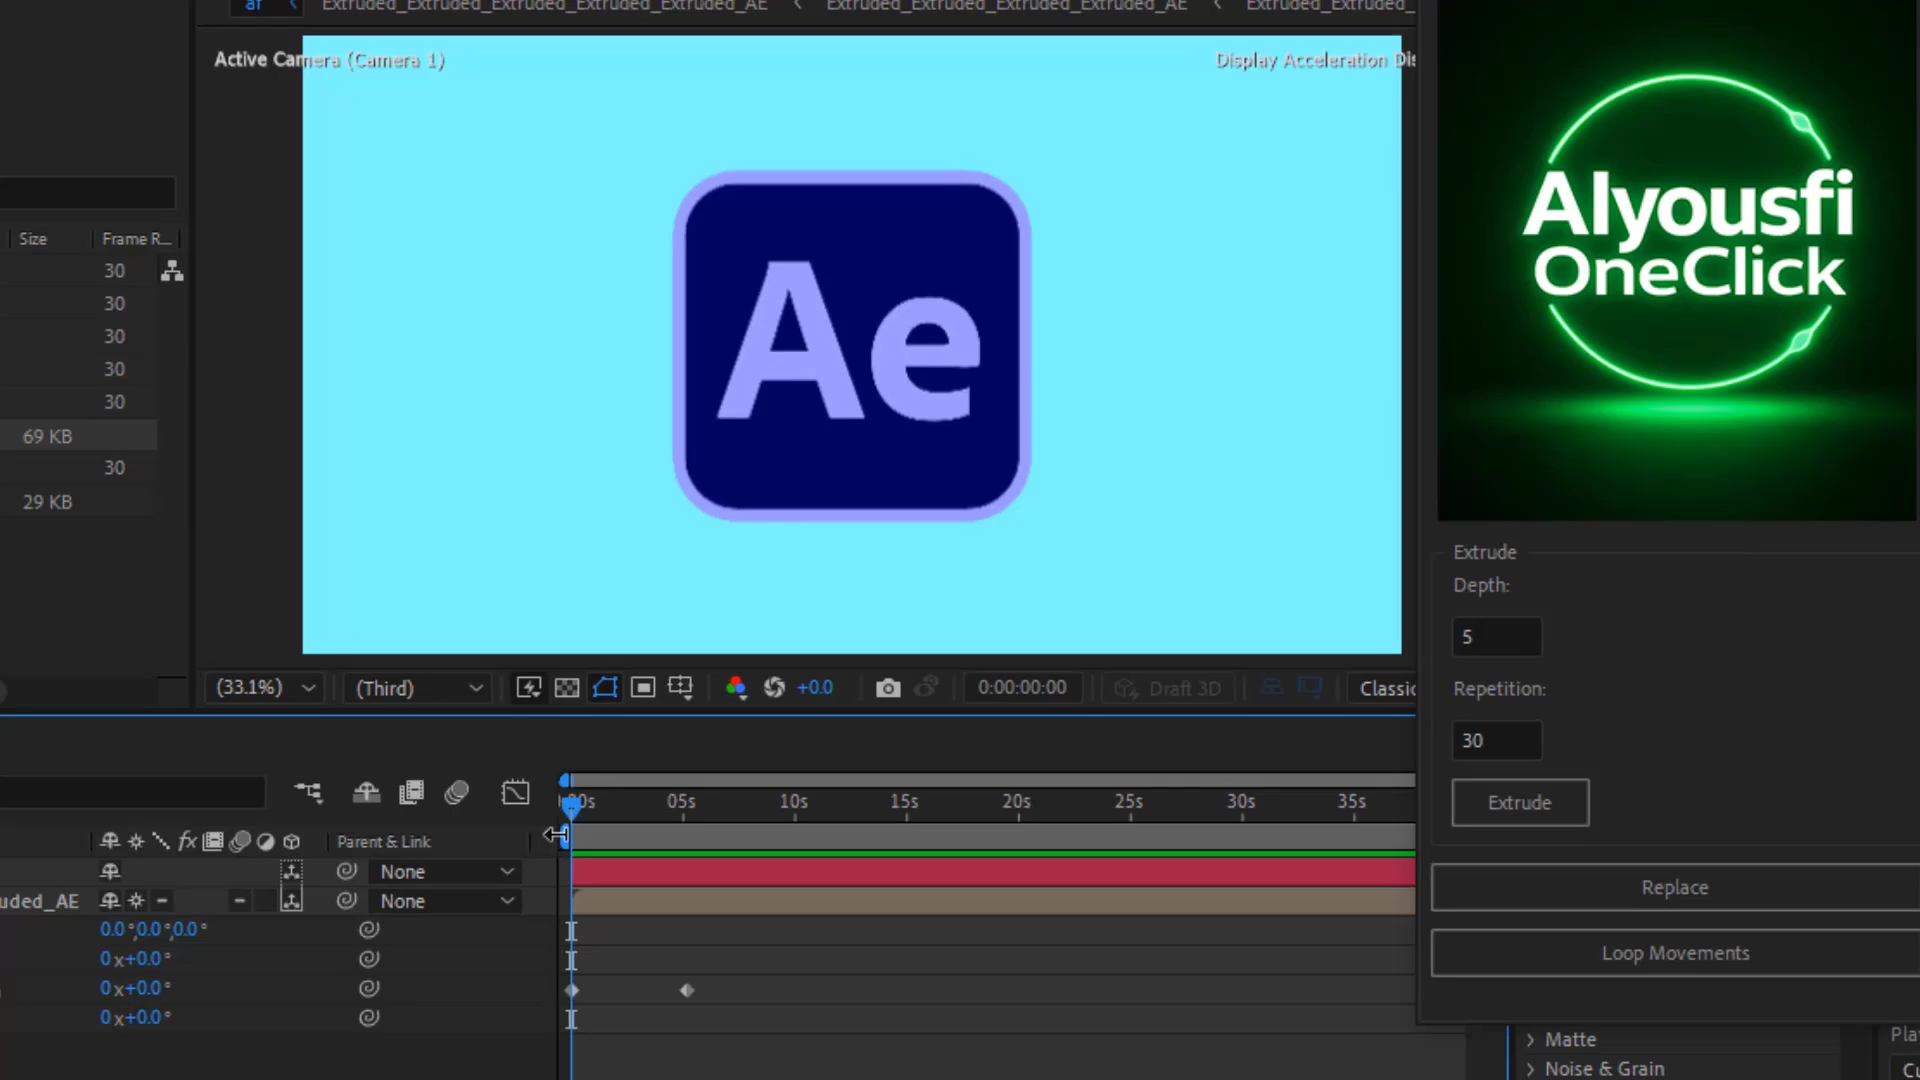 af
Extruded_Extruded_Extruded_Extruded_Extruded_AE
Extruded_Extruded_Extruded_Extruded_AE
Extruded_Extruded_
Active Camera (Camera 1)
Display Acceleration Dis
Ae
Size
Frame R...
30
30
30
30
30
69 KB
30
29 KB
(33.1%)
(Third)
+0.0
0:00:00:00
Draft 3D
Classic
Parent & Link
None
uded_AE
None
0.0°,0.0°,0.0°
0x+0.0°
0x+0.0°
0x+0.0°
00s
05s
10s
15s
20s
25s
30s
35s
Alyousfi
OneClick
Extrude
Depth:
5
Repetition:
30
Extrude
Replace
Loop Movements
Matte
Noise & Grain
Pla
Cu